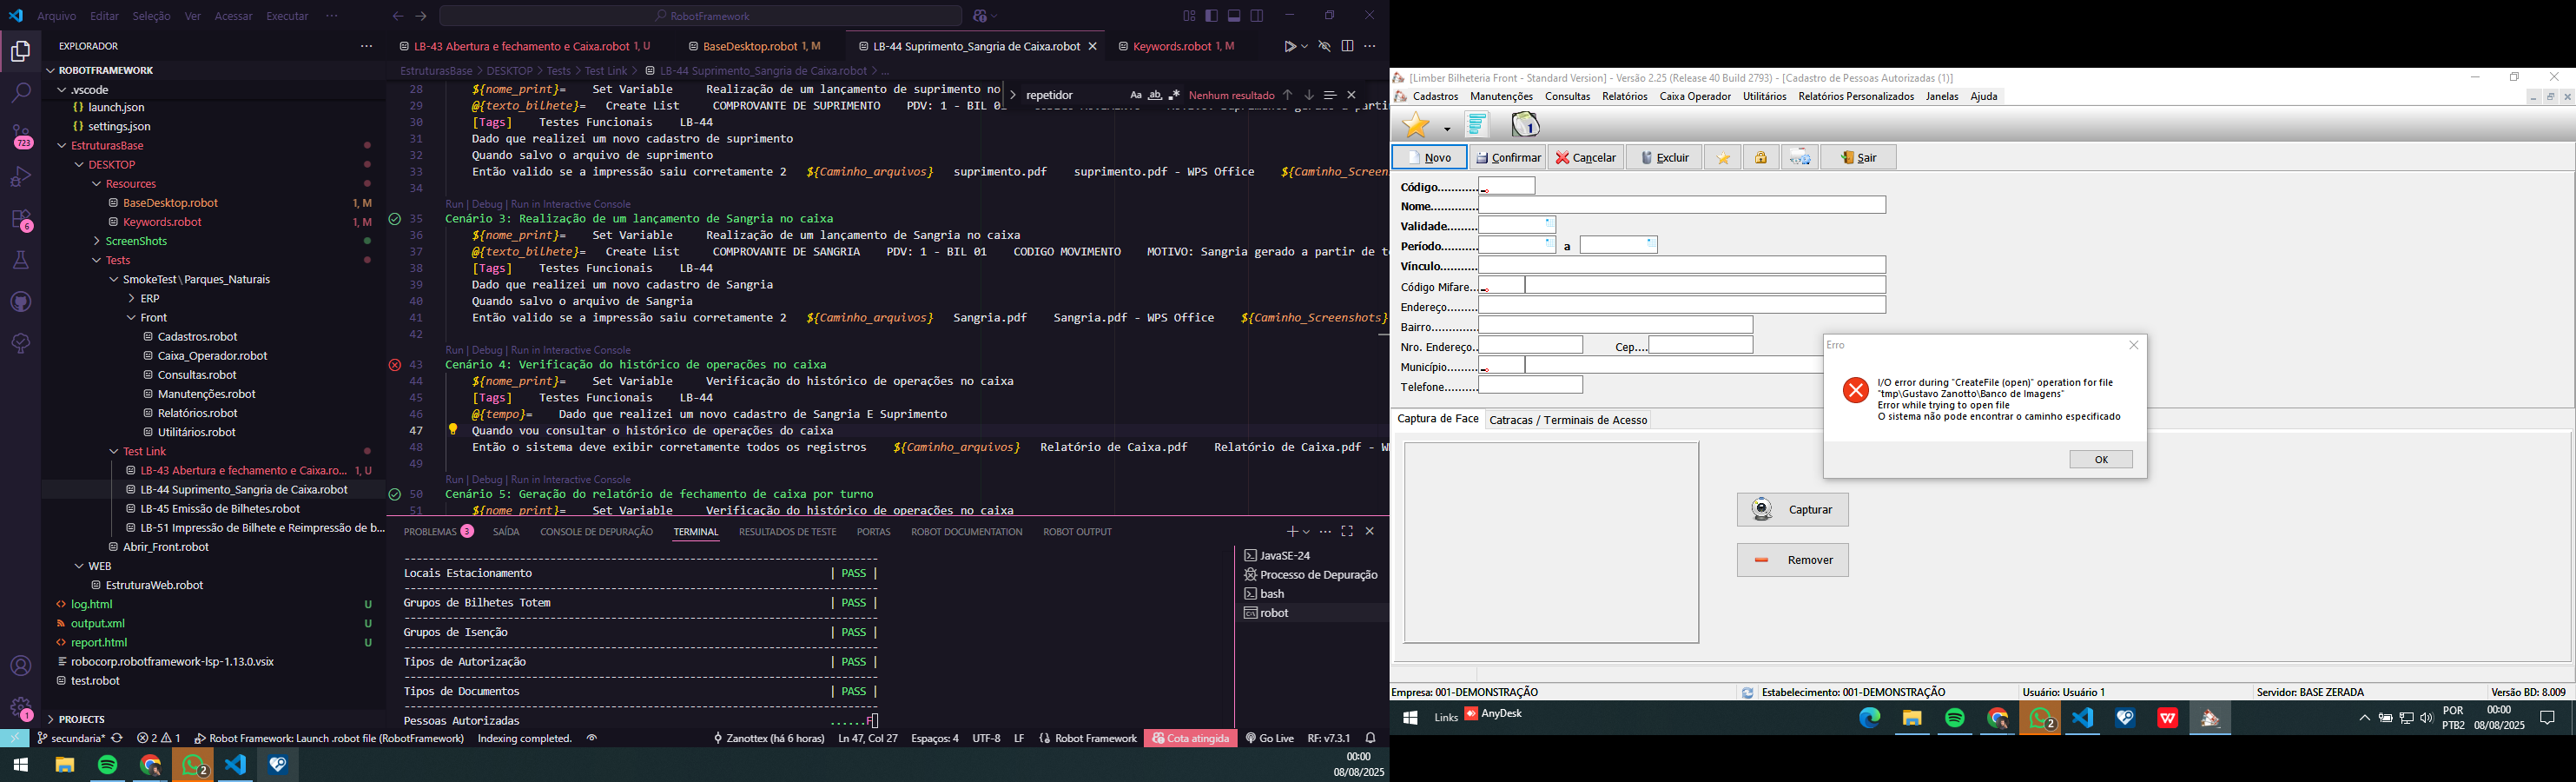 Arquivo Editar Seleção Ver Acessar Executar ···
RobotFramework
EXPLORADOR
ROBOTFRAMEWORK
.vscode
launch.json
settings.json
EstruturasBase
DESKTOP
Resources
BaseDesktop.robot 1, M
Keywords.robot 1, M
ScreenShots
Tests
SmokeTest\Parques_Naturais
ERP
Front
Cadastros.robot
Caixa_Operador.robot
Consultas.robot
Manutenções.robot
Relatórios.robot
Utilitários.robot
Test Link
LB-43 Abertura e fechamento e Caixa.ro... 1, U
LB-44 Suprimento_Sangria de Caixa.robot
LB-45 Emissão de Bilhetes.robot
LB-51 Impressão de Bilhete e Reimpressão de b...
Abrir_Front.robot
WEB
EstruturaWeb.robot
log.html U
output.xml U
report.html U
robocorp.robotframework-lsp-1.13.0.vsix
test.robot
PROJECTS
723
6
1
LB-43 Abertura e fechamento e Caixa.robot 1, U
BaseDesktop.robot 1, M
LB-44 Suprimento_Sangria de Caixa.robot
Keywords.robot 1, M
EstruturasBase > DESKTOP > Tests > Test Link > LB-44 Suprimento_Sangria de Caixa.robot > ...
repetidor Aa ab Nenhum resultado
28 ${nome_print}= Set Variable Realização de um lançamento de suprimento no
29 @{texto_bilhete}= Create List COMPROVANTE DE SUPRIMENTO PDV: 1 - BIL 01
30 [Tags] Testes Funcionais LB-44
31 Dado que realizei um novo cadastro de suprimento
32 Quando salvo o arquivo de suprimento
33 Então valido se a impressão saiu corretamente 2 ${Caminho_arquivos} suprimento.pdf suprimento.pdf - WPS Office ${Caminho_Screens
34
Run | Debug | Run in Interactive Console
35 Cenário 3: Realização de um lançamento de Sangria no caixa
36 ${nome_print}= Set Variable Realização de um lançamento de Sangria no caixa
37 @{texto_bilhete}= Create List COMPROVANTE DE SANGRIA PDV: 1 - BIL 01 CODIGO MOVIMENTO MOTIVO: Sangria gerado a partir de te
38 [Tags] Testes Funcionais LB-44
39 Dado que realizei um novo cadastro de Sangria
40 Quando salvo o arquivo de Sangria
41 Então valido se a impressão saiu corretamente 2 ${Caminho_arquivos} Sangria.pdf Sangria.pdf - WPS Office ${Caminho_Screenshots}
42
Run | Debug | Run in Interactive Console
43 Cenário 4: Verificação do histórico de operações no caixa
44 ${nome_print}= Set Variable Verificação do histórico de operações no caixa
45 [Tags] Testes Funcionais LB-44
46 @{tempo}= Dado que realizei um novo cadastro de Sangria E Suprimento
47 Quando vou consultar o histórico de operações do caixa
48 Então o sistema deve exibir corretamente todos os registros ${Caminho_arquivos} Relatório de Caixa.pdf Relatório de Caixa.pdf - W
49
Run | Debug | Run in Interactive Console
50 Cenário 5: Geração do relatório de fechamento de caixa por turno
51 ${nome_print}= Set Variable Verificação do histórico de operações no caixa
PROBLEMAS 3 SAÍDA CONSOLE DE DEPURAÇÃO TERMINAL RESULTADOS DE TESTE PORTAS ROBOT DOCUMENTATION ROBOT OUTPUT
Locais Estacionamento | PASS |
Grupos de Bilhetes Totem | PASS |
Grupos de Isenção | PASS |
Tipos de Autorização | PASS |
Tipos de Documentos | PASS |
Pessoas Autorizadas ......F
JavaSE-24
Processo de Depuração
bash
robot
secundaria* 2 1 Robot Framework: Launch .robot file (RobotFramework) Indexing completed. Zanottex (há 6 horas) Ln 47, Col 27 Espaços: 4 UTF-8 LF Robot Framework Cota atingida Go Live RF: v7.3.1
2
00:00
08/08/2025
[Limber Bilheteria Front - Standard Version] - Versão 2.25 (Release 40 Build 2793) - [Cadastro de Pessoas Autorizadas (1)]
Cadastros Manutenções Consultas Relatórios Caixa Operador Utilitários Relatórios Personalizados Janelas Ajuda
1
Novo Confirmar Cancelar Excluir Sair
Código............
Nome.............
Validade.........
Período........... a
Vínculo...........
Código Mifare...
Endereço.........
Bairro.............
Nro. Endereço.. Cep....
Município.........
Telefone.........
Captura de Face Catracas / Terminais de Acesso
Capturar
Remover
Erro
I/O error during "CreateFile (open)" operation for file
"tmp\Gustavo Zanotto\Banco de Imagens"
Error while trying to open file
O sistema não pode encontrar o caminho especificado
OK
Empresa: 001-DEMONSTRAÇÃO Estabelecimento: 001-DEMONSTRAÇÃO Usuário: Usuário 1 Servidor: BASE ZERADA Versão BD: 8.009
Links AnyDesk
2
POR
PTB2
00:00
08/08/2025